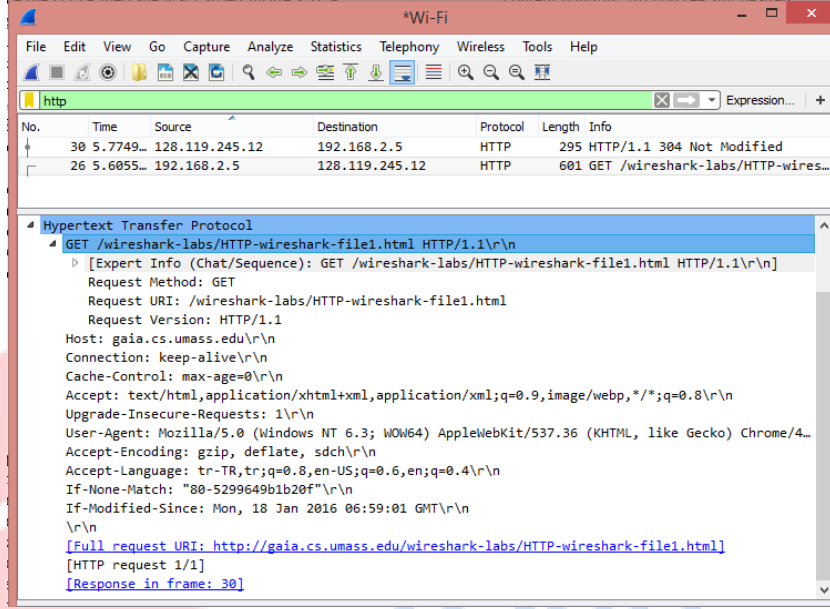 *Wi-Fi
File Edit View Go Capture Analyze Statistics Telephony Wireless Tools Help
http Expression... +
No. Time Source Destination Protocol Length Info
30 5.7749… 128.119.245.12 192.168.2.5 HTTP 295 HTTP/1.1 304 Not Modified
26 5.6055… 192.168.2.5 128.119.245.12 HTTP 601 GET /wireshark-labs/HTTP-wires…
Hypertext Transfer Protocol
GET /wireshark-labs/HTTP-wireshark-file1.html HTTP/1.1\r\n
[Expert Info (Chat/Sequence): GET /wireshark-labs/HTTP-wireshark-file1.html HTTP/1.1\r\n]
Request Method: GET
Request URI: /wireshark-labs/HTTP-wireshark-file1.html
Request Version: HTTP/1.1
Host: gaia.cs.umass.edu\r\n
Connection: keep-alive\r\n
Cache-Control: max-age=0\r\n
Accept: text/html,application/xhtml+xml,application/xml;q=0.9,image/webp,*/*;q=0.8\r\n
Upgrade-Insecure-Requests: 1\r\n
User-Agent: Mozilla/5.0 (Windows NT 6.3; WOW64) AppleWebKit/537.36 (KHTML, like Gecko) Chrome/4…
Accept-Encoding: gzip, deflate, sdch\r\n
Accept-Language: tr-TR,tr;q=0.8,en-US;q=0.6,en;q=0.4\r\n
If-None-Match: "80-5299649b1b20f"\r\n
If-Modified-Since: Mon, 18 Jan 2016 06:59:01 GMT\r\n
\r\n
[Full request URI: http://gaia.cs.umass.edu/wireshark-labs/HTTP-wireshark-file1.html]
[HTTP request 1/1]
[Response in frame: 30]